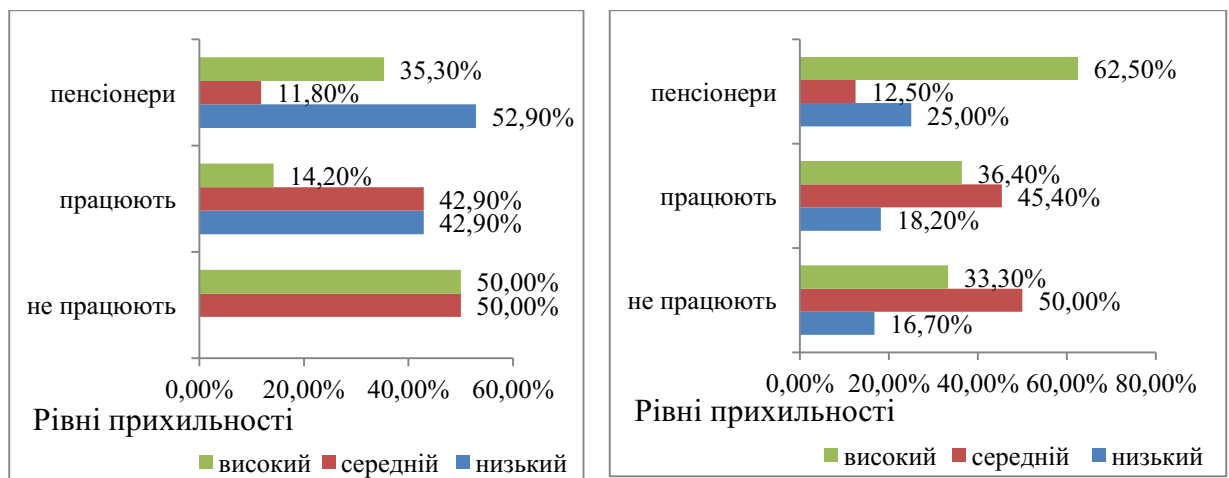 пенсіонери
35,30%
11,80%
52,90%
працюють
14,20%
42,90%
42,90%
не працюють
50,00%
50,00%
0,00% 20,00% 40,00% 60,00%
Рівні прихильності
високий середній низький
пенсіонери
62,50%
12,50%
25,00%
працюють
36,40%
45,40%
18,20%
не працюють
33,30%
50,00%
16,70%
0,00% 20,00% 40,00% 60,00% 80,00%
Рівні прихильності
високий середній низький